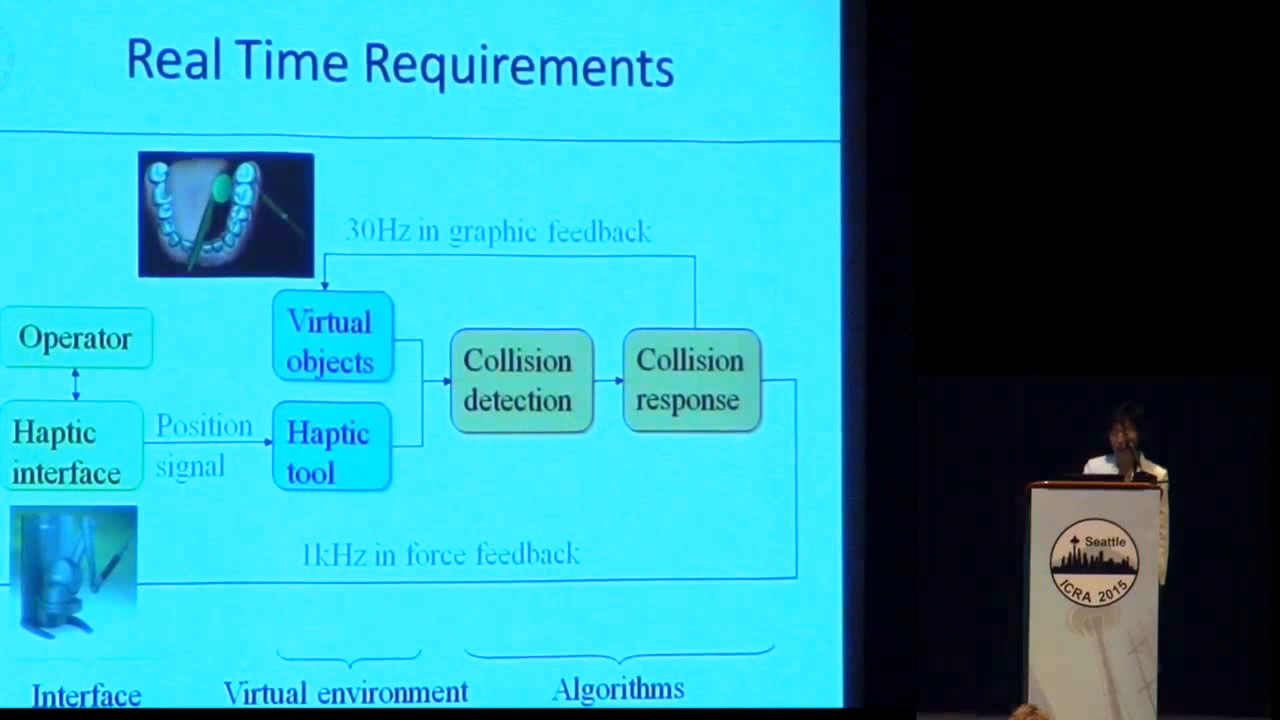 Real Time Requirements
30Hz in graphic feedback
Operator
Virtual
objects
Collision
detection
Collision
response
Haptic
interface
Position
signal
Haptic
tool
1kHz in force feedback
Interface
Virtual environment
Algorithms
Seattle
ICRA 2015